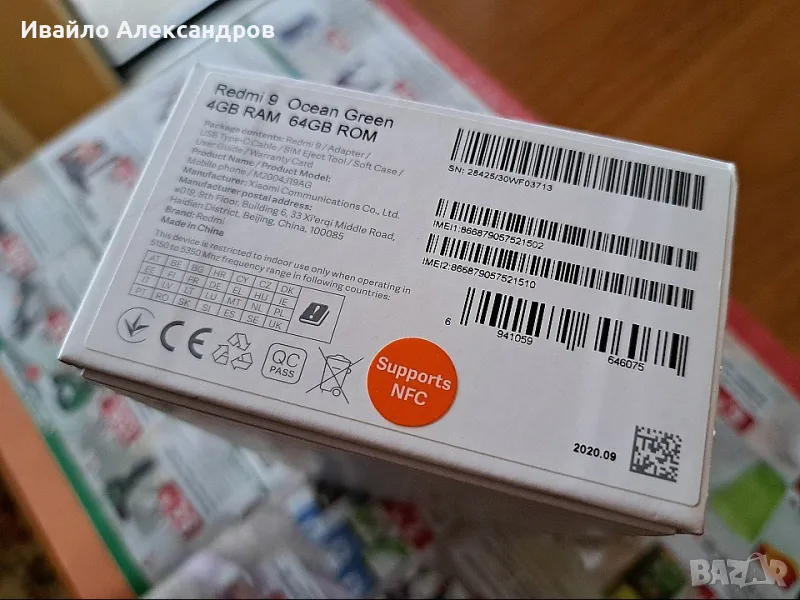 Ивайло Александров
Redmi 9 Ocean Green
4GB RAM 64GB ROM
Package contents: Redmi 9 / Adapter /
USB Type-C Cable / SIM Eject Tool / Soft Case /
User Guide / Warranty Card
Product Name / Product Model:
Mobile phone / M2004J19AG
Manufacturer: Xiaomi Communications Co., Ltd.
Manufacturer postal address:
#019, 9th Floor, Building 6, 33 Xi'erqi Middle Road,
Haidian District, Beijing, China, 100085
Brand: Redmi
Made in China
This device is restricted to indoor use only when operating in
5150 to 5350 Mhz frequency range in following countries:
AT BE BG HR CY CZ DK
EE FI FR DE EL HU IE
IT LV LT LU MT NL PL
PT RO SK SI ES SE UK
CE
QC
PASS
Supports
NFC
SN: 28425/30WF03713
IMEI1:866879057521502
IMEI2:866879057521510
6 941059 646075
2020.09
BAZAR